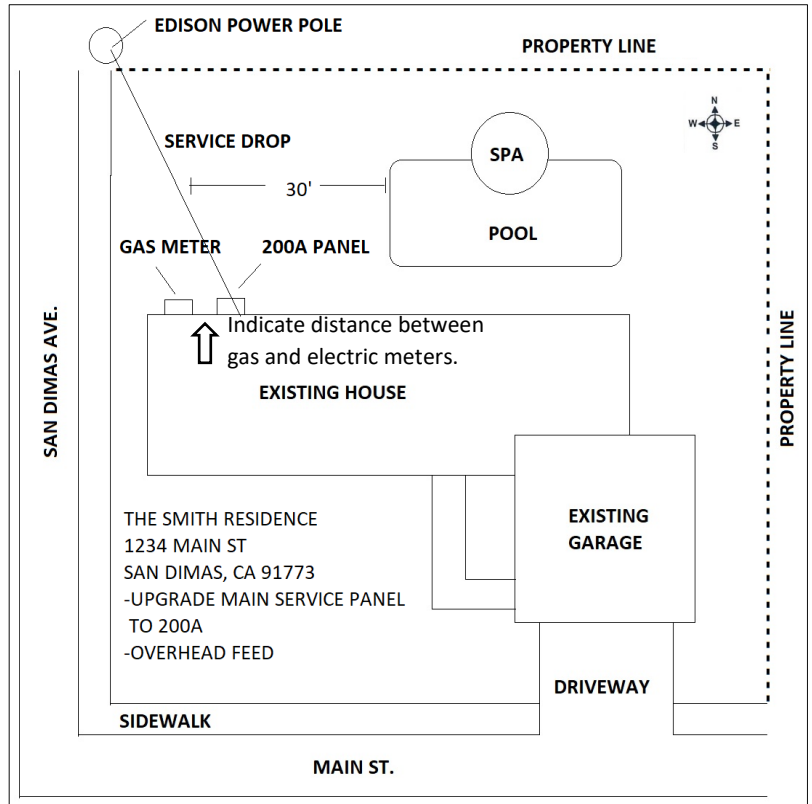 EDISON POWER POLE
PROPERTY LINE
N
W E
S
SERVICE DROP
SPA
30'
POOL
GAS METER
200A PANEL
Indicate distance between
gas and electric meters.
EXISTING HOUSE
SAN DIMAS AVE.
PROPERTY LINE
THE SMITH RESIDENCE
1234 MAIN ST
SAN DIMAS, CA 91773
-UPGRADE MAIN SERVICE PANEL
TO 200A
-OVERHEAD FEED
EXISTING
GARAGE
DRIVEWAY
SIDEWALK
MAIN ST.